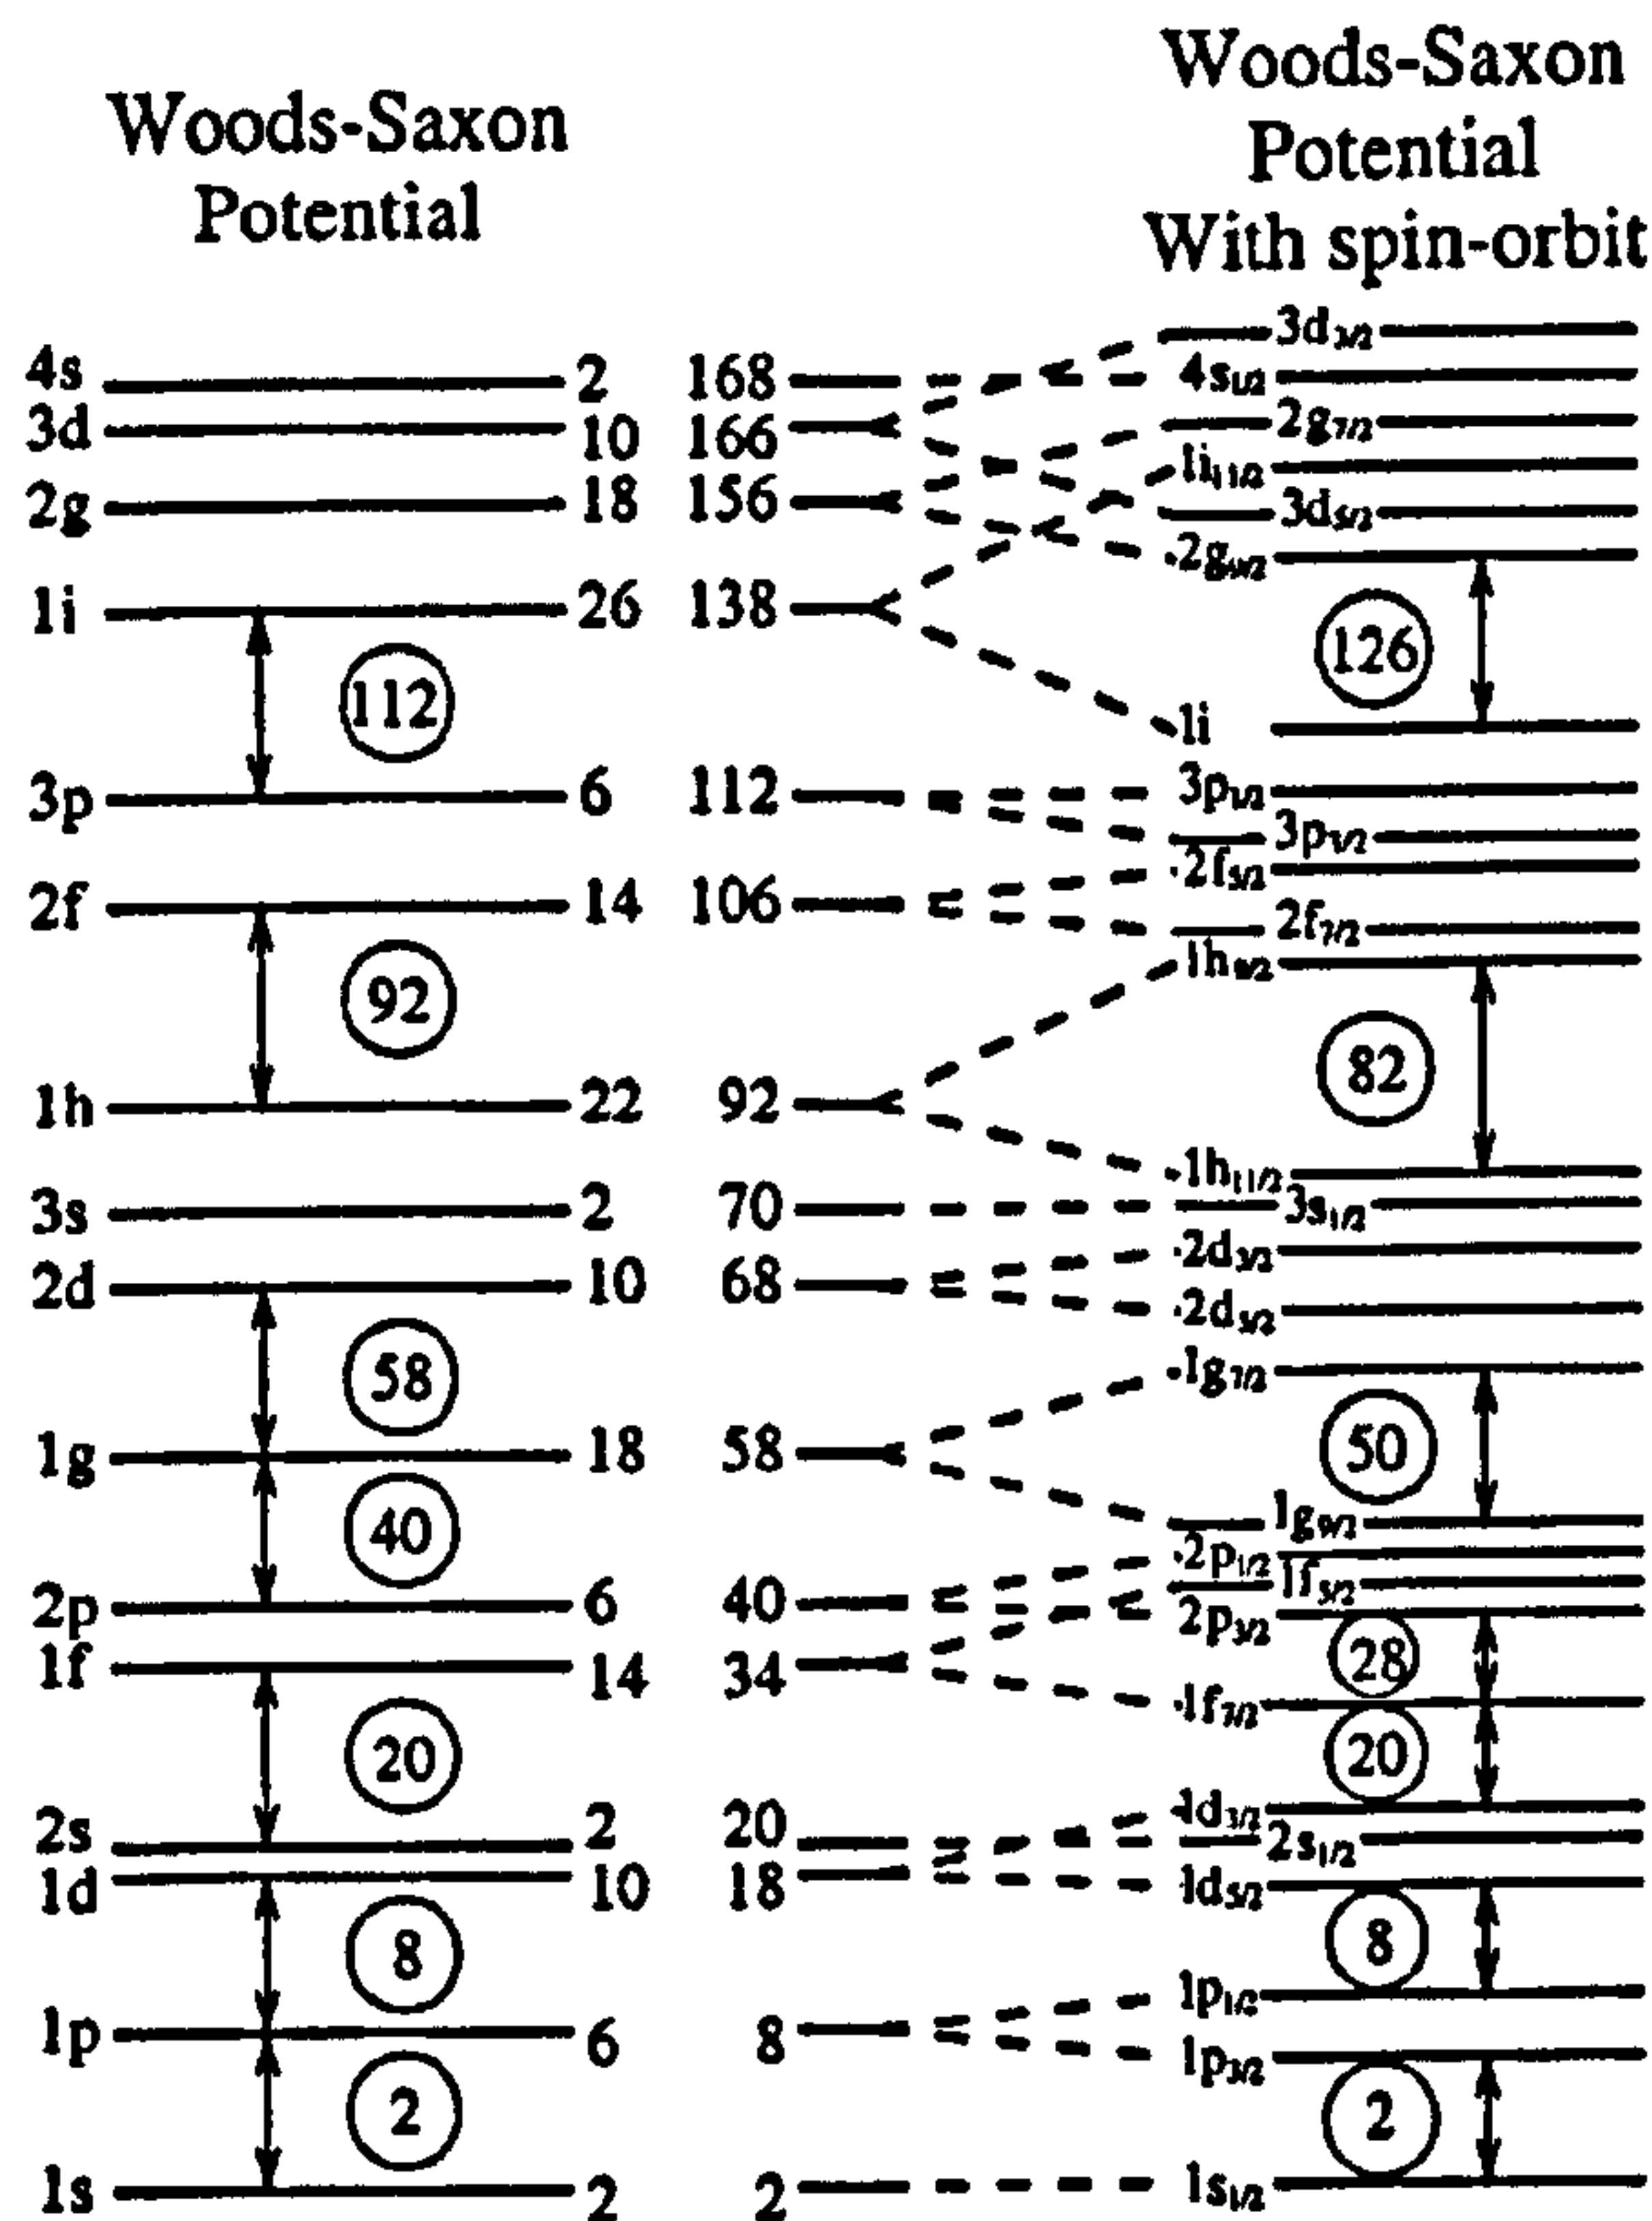 Woods-Saxon
Potential
Woods-Saxon
Potential
With spin-orbit
3d3/2
4s 2 168 4s1/2
3d 10 166 2g7/2
1i11/2
2g 18 156 3d5/2
2g9/2
1i 26 138
112 126
1i
3p 6 112 3p1/2
2f5/2
2f 14 106 2f7/2
1h9/2
92 82
1h 22 92
1h11/2
3s 2 70 3s1/2
2d3/2
2d 10 68 2d5/2
58 1g7/2
1g 18 58 50
40 1g9/2
2p1/2
1f5/2
2p 6 40 2p3/2
1f 14 34 28
1f7/2
20 20
2s 2 20 1d3/2
2s1/2
1d 10 18 1d5/2
8 8
1p1/2
1p 6 8 1p3/2
2 2
1s 2 2 1s1/2